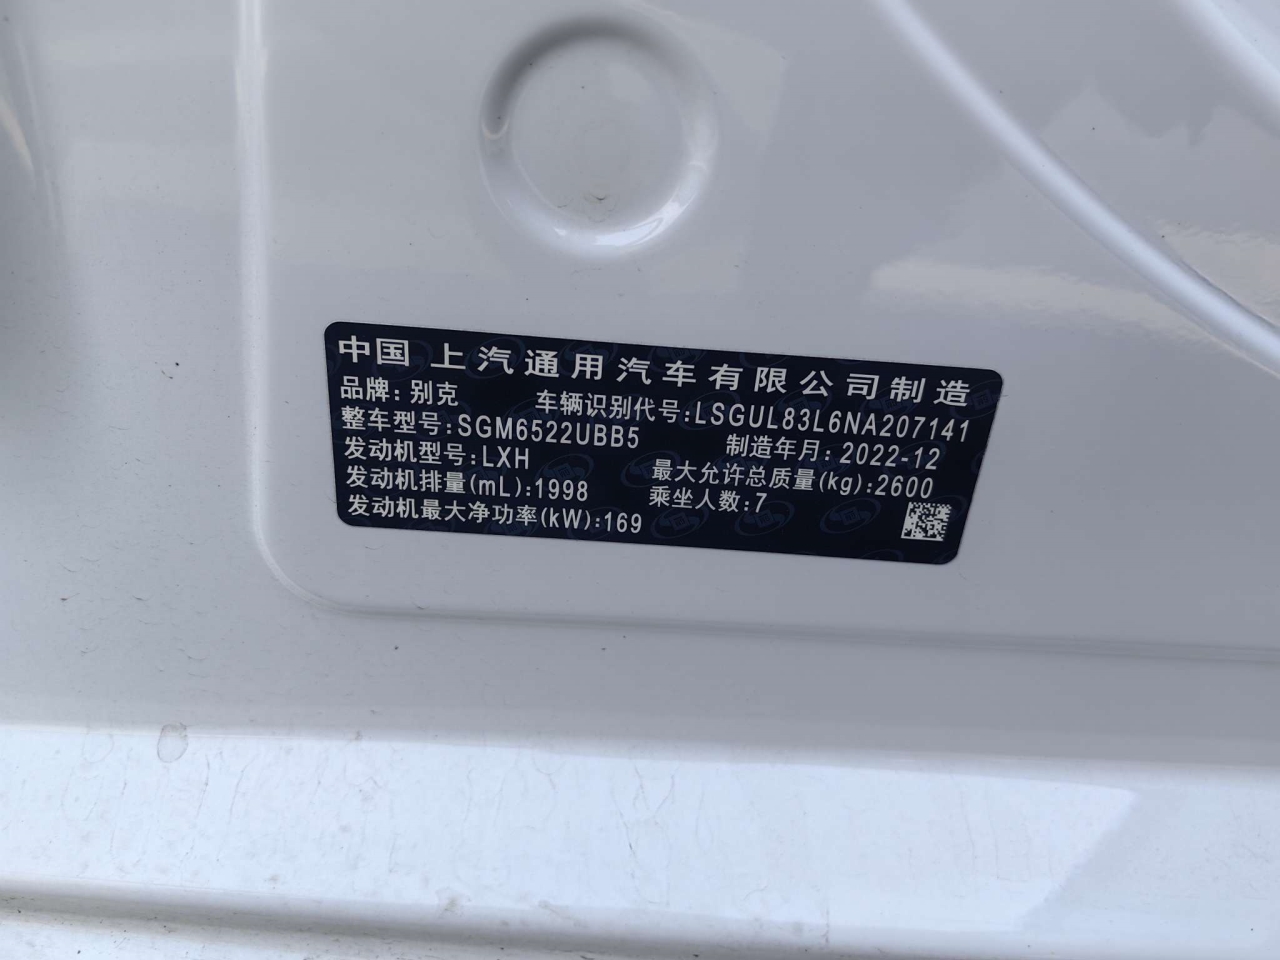 中国 上汽通用汽车有限公司制造
品牌:别克 车辆识别代号:LSGUL83L6NA207141
整车型号:SGM6522UBB5 制造年月:2022-12
发动机型号:LXH 最大允许总质量(kg):2600
发动机排量(mL):1998 乘坐人数:7
发动机最大净功率(kW):169